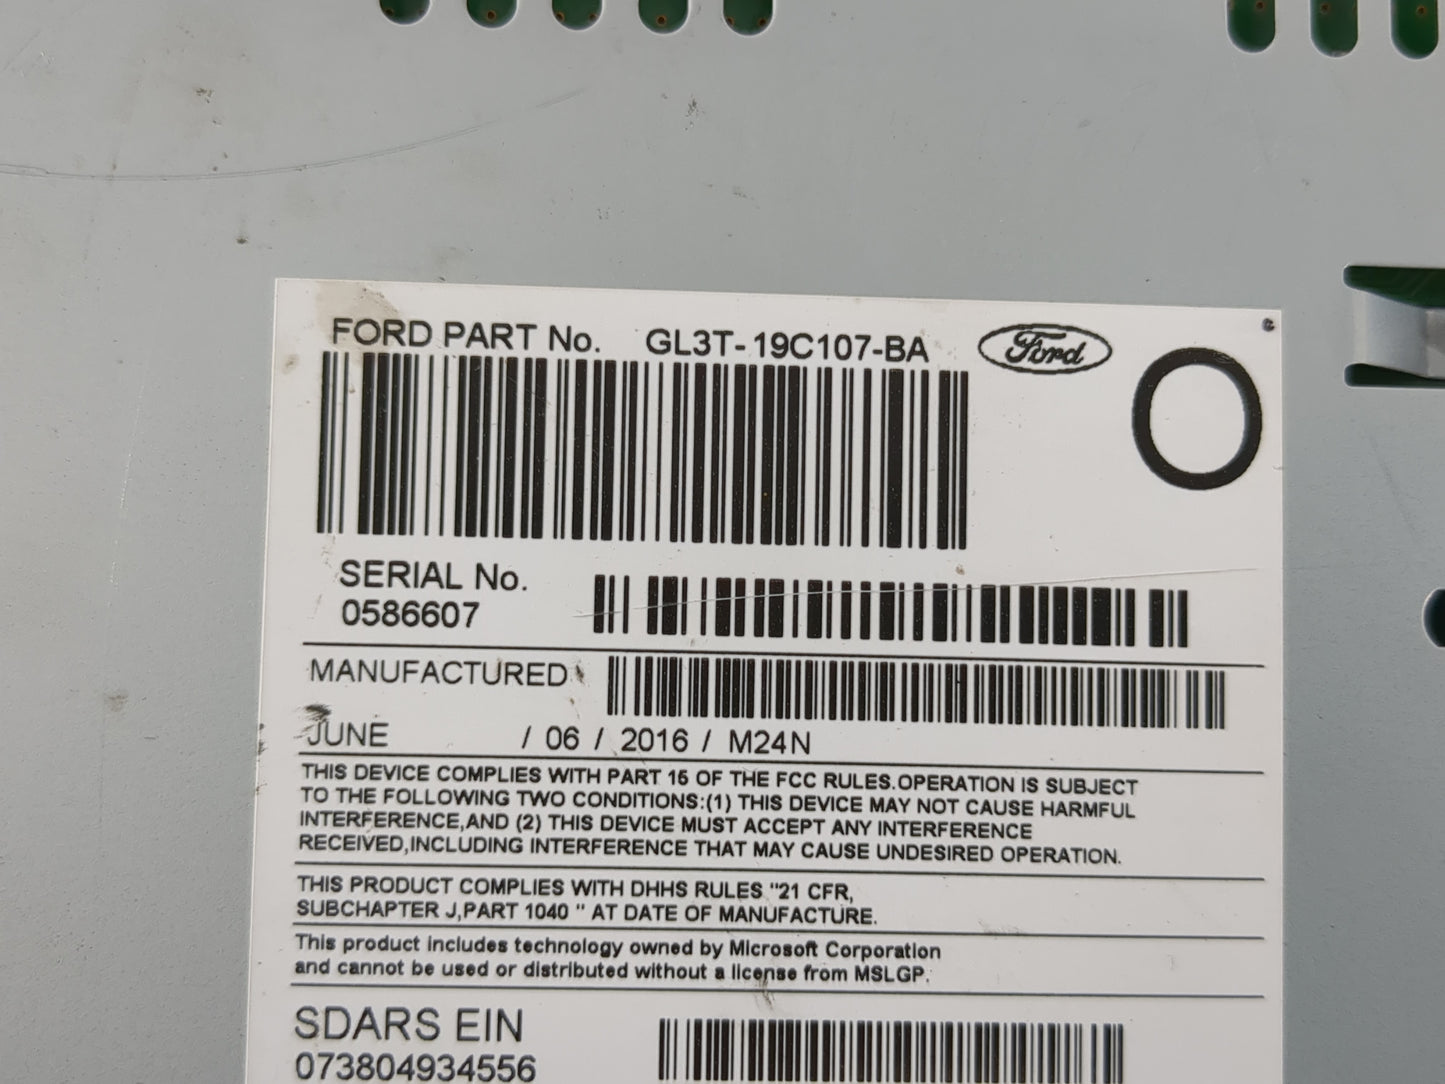 FORD PART No. GL3T-19C107-BA Ford
O
SERIAL No.
0586607
MANUFACTURED
JUNE / 06 / 2016 / M24N
THIS DEVICE COMPLIES WITH PART 15 OF THE FCC RULES.OPERATION IS SUBJECT
TO THE FOLLOWING TWO CONDITIONS:(1) THIS DEVICE MAY NOT CAUSE HARMFUL
INTERFERENCE,AND (2) THIS DEVICE MUST ACCEPT ANY INTERFERENCE
RECEIVED,INCLUDING INTERFERENCE THAT MAY CAUSE UNDESIRED OPERATION.
THIS PRODUCT COMPLIES WITH DHHS RULES "21 CFR,
SUBCHAPTER J,PART 1040 " AT DATE OF MANUFACTURE.
This product includes technology owned by Microsoft Corporation
and cannot be used or distributed without a license from MSLGP.
SDARS EIN
073804934556